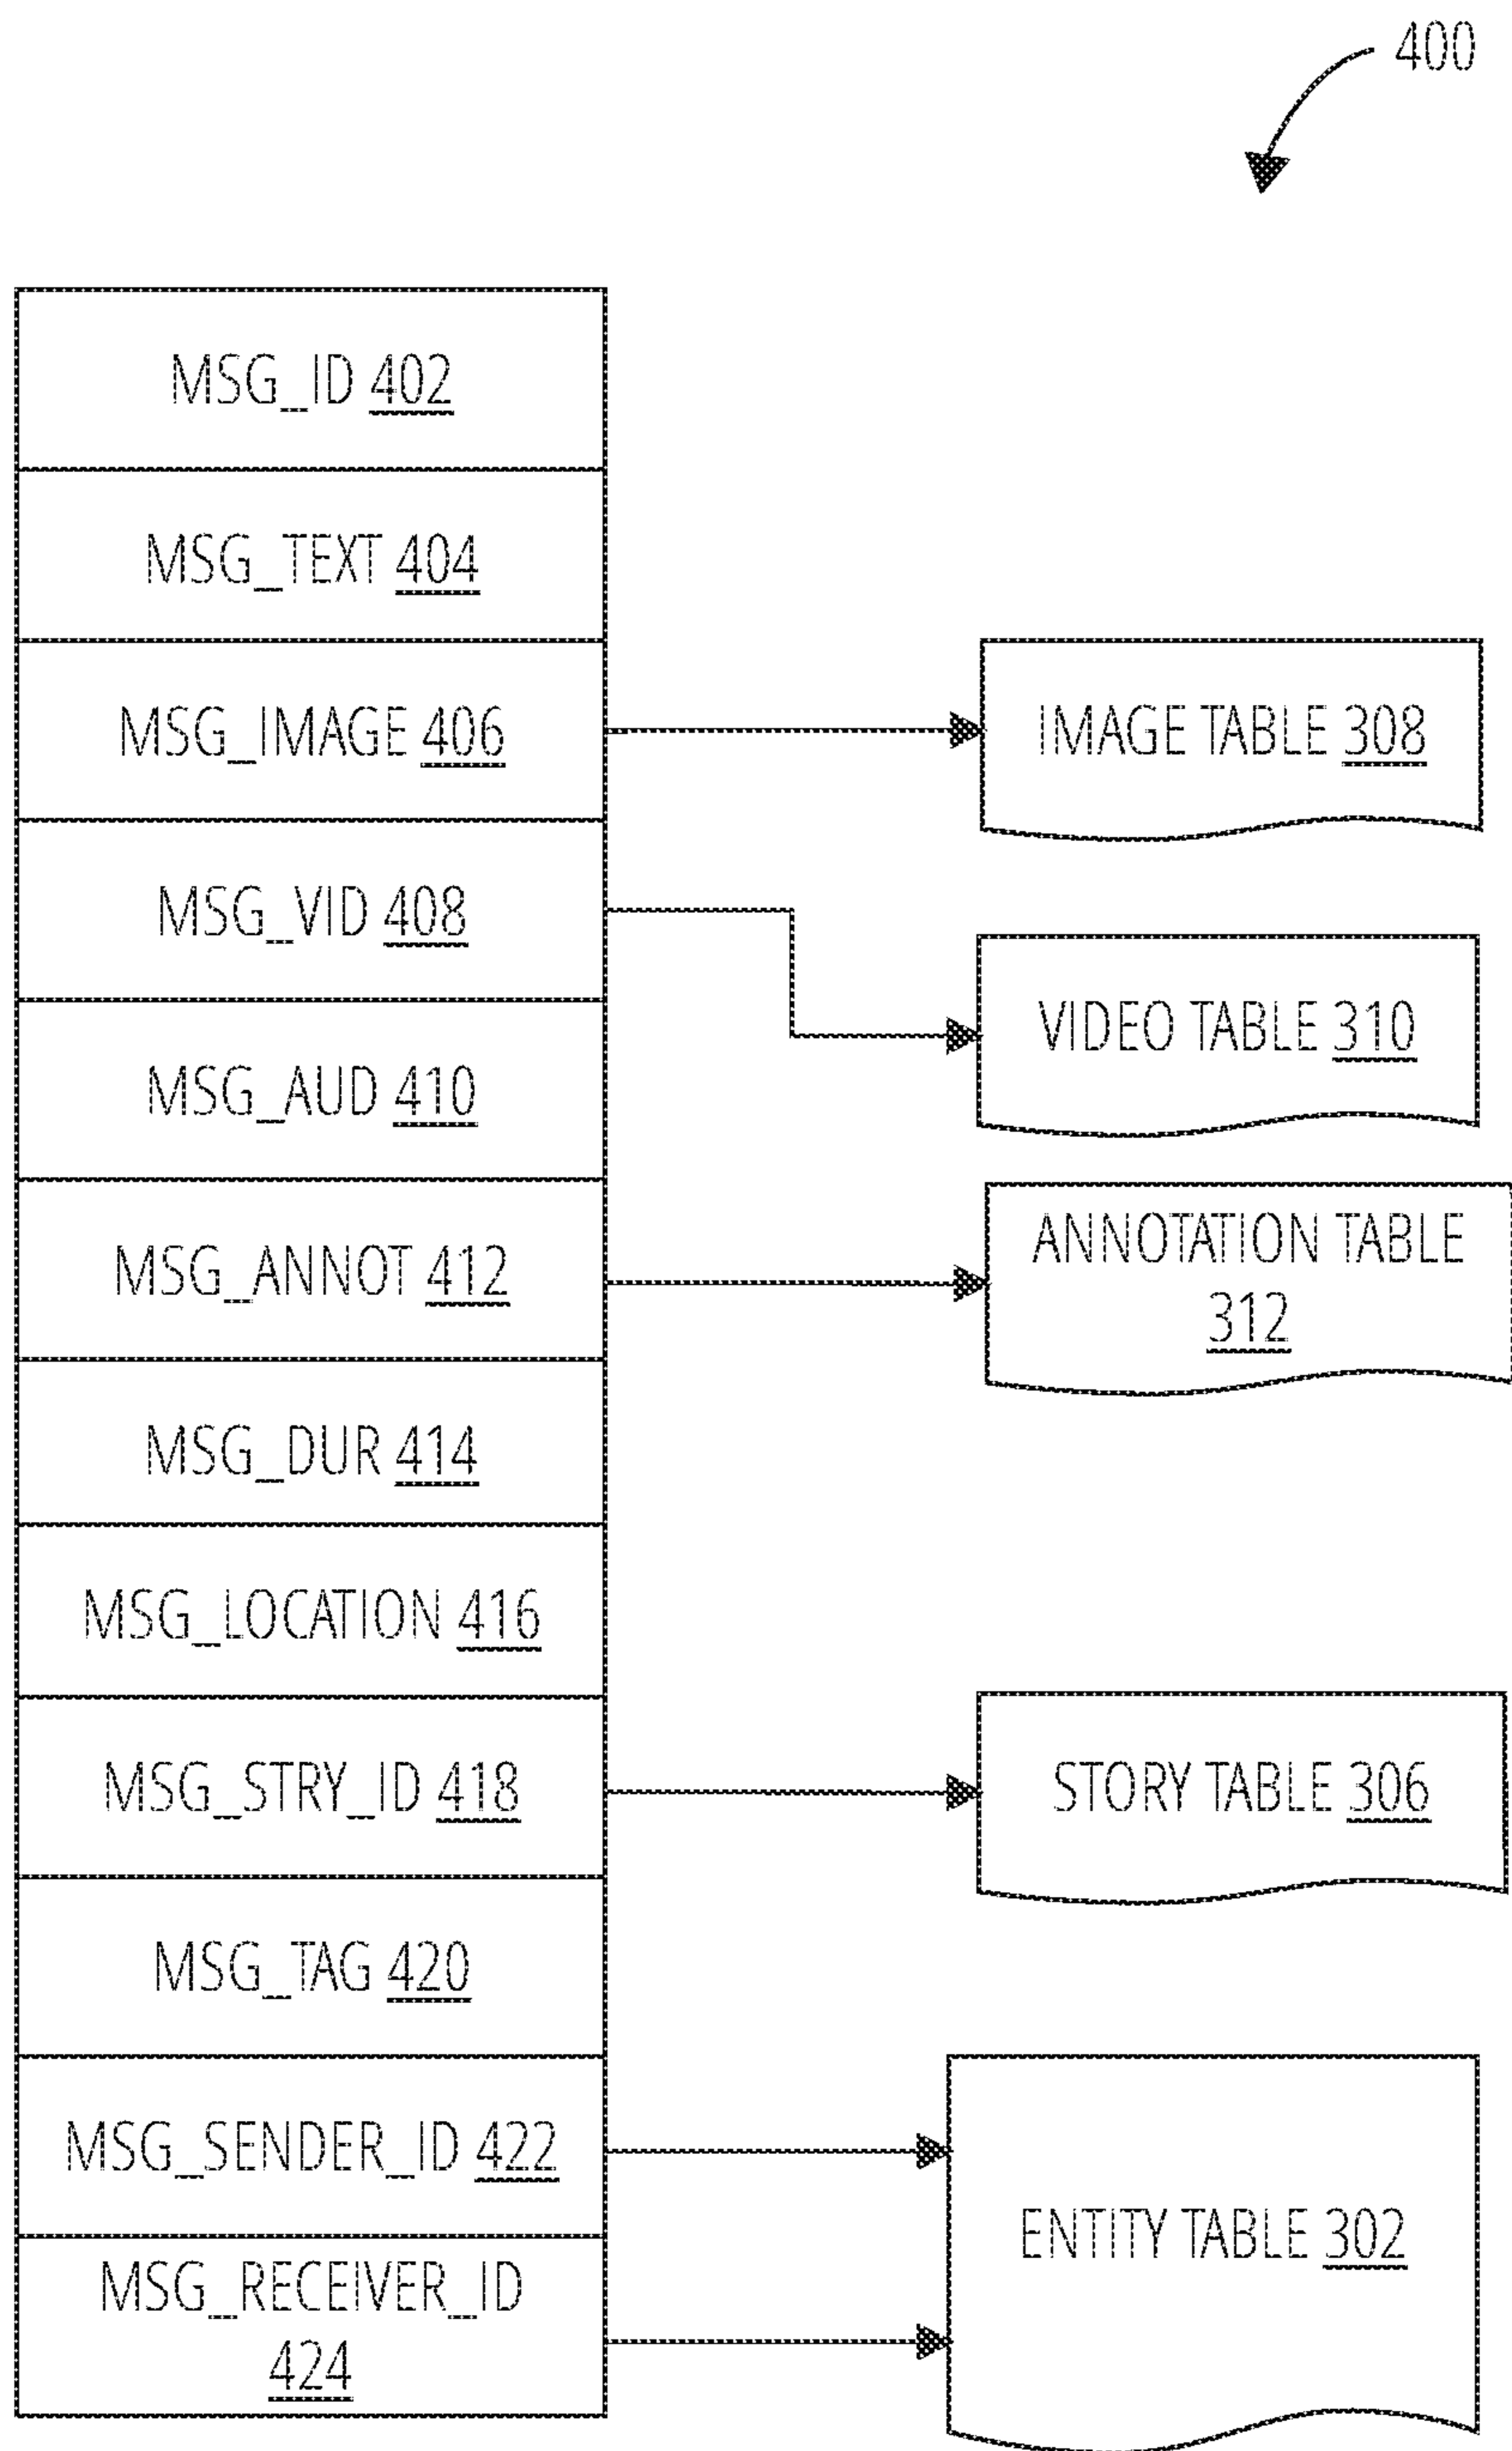 400
MSG_ID 402
MSG_TEXT 404
MSG_IMAGE 406
IMAGE TABLE 308
MSG_VID 408
VIDEO TABLE 310
MSG_AUD 410
MSG_ANNOT 412
ANNOTATION TABLE
312
MSG_DUR 414
MSG_LOCATION 416
MSG_STRY_ID 418
STORY TABLE 306
MSG_TAG 420
MSG_SENDER_ID 422
ENTITY TABLE 302
MSG_RECEIVER_ID
424